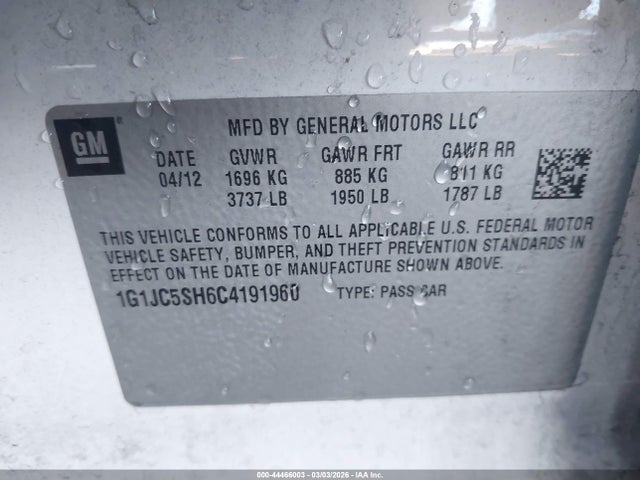 GM®
MFD BY GENERAL MOTORS LLC
DATE GVWR GAWR FRT GAWR RR
04/12 1696 KG 885 KG 811 KG
3737 LB 1950 LB 1787 LB
THIS VEHICLE CONFORMS TO ALL APPLICABLE U.S. FEDERAL MOTOR
VEHICLE SAFETY, BUMPER, AND THEFT PREVENTION STANDARDS IN
EFFECT ON THE DATE OF MANUFACTURE SHOWN ABOVE.
1G1JC5SH6C4191960 TYPE: PASS CAR
000-44466003 - 03/03/2026 - IAA Inc.